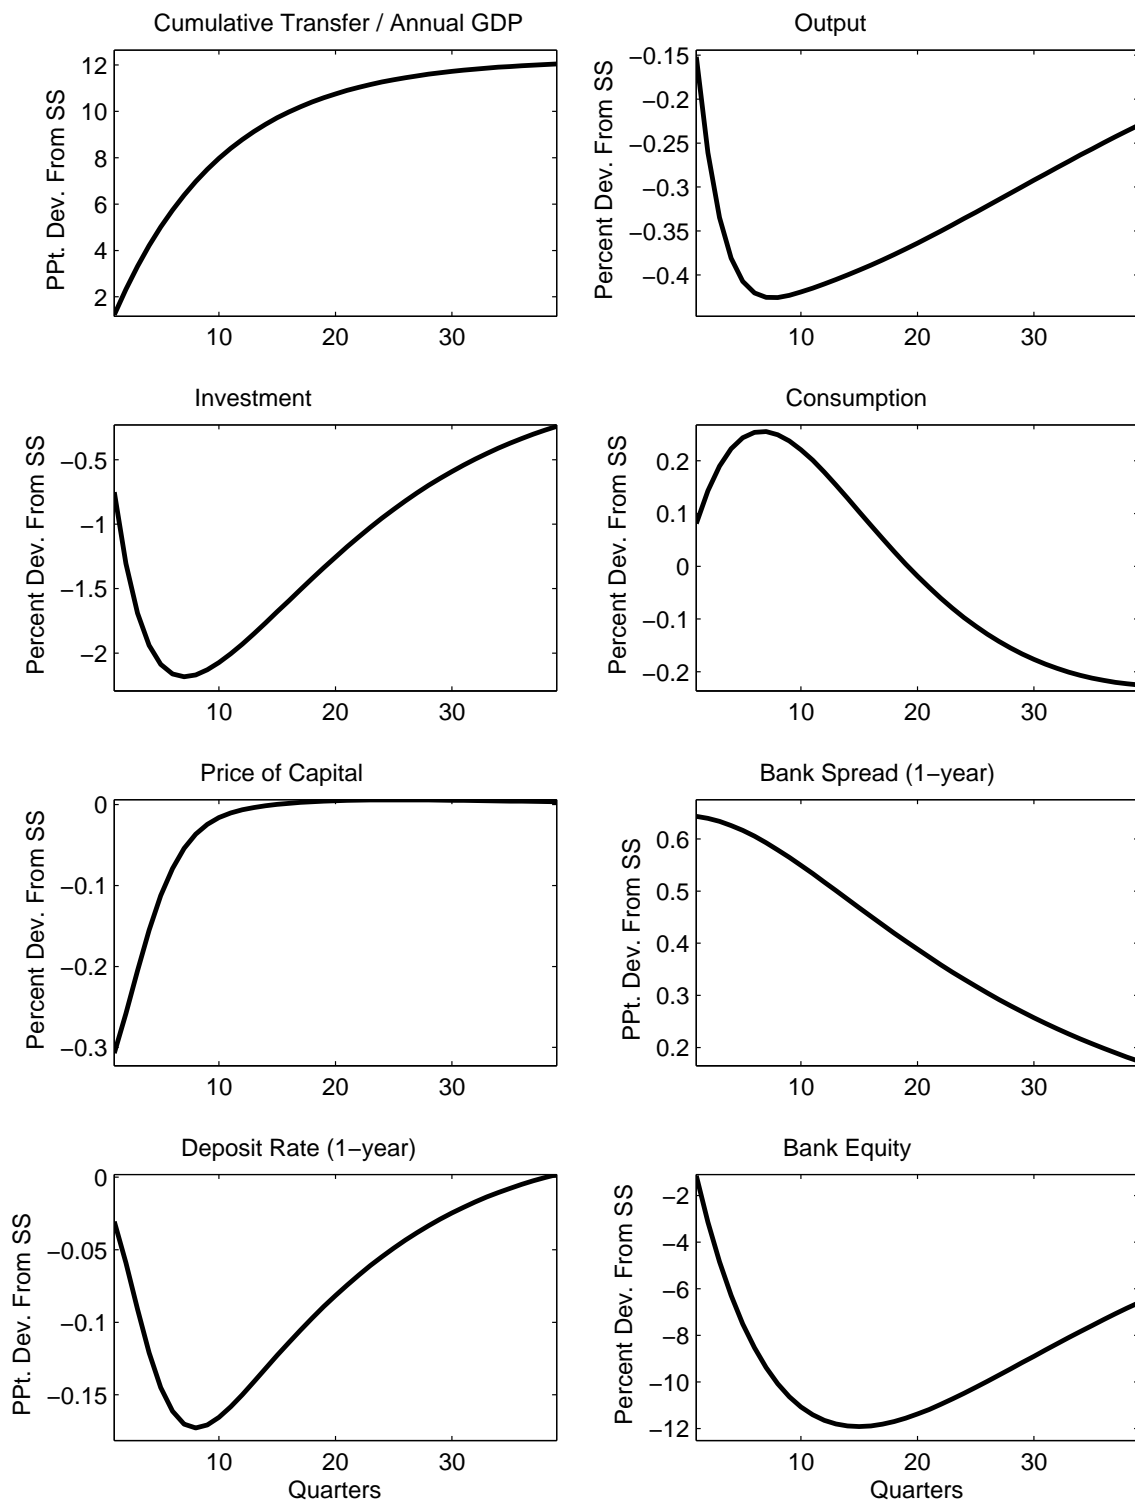 Cumulative Transfer / Annual GDP
PPt. Dev. From SS
12
10
8
6
4
2
10 20 30
Output
Percent Dev. From SS
−0.15
−0.2
−0.25
−0.3
−0.35
−0.4
10 20 30
Investment
Percent Dev. From SS
−0.5
−1
−1.5
−2
10 20 30
Consumption
Percent Dev. From SS
0.2
0.1
0
−0.1
−0.2
10 20 30
Price of Capital
Percent Dev. From SS
0
−0.1
−0.2
−0.3
10 20 30
Bank Spread (1−year)
PPt. Dev. From SS
0.6
0.5
0.4
0.3
0.2
10 20 30
Deposit Rate (1−year)
PPt. Dev. From SS
0
−0.05
−0.1
−0.15
10 20 30
Quarters
Bank Equity
Percent Dev. From SS
−2
−4
−6
−8
−10
−12
10 20 30
Quarters